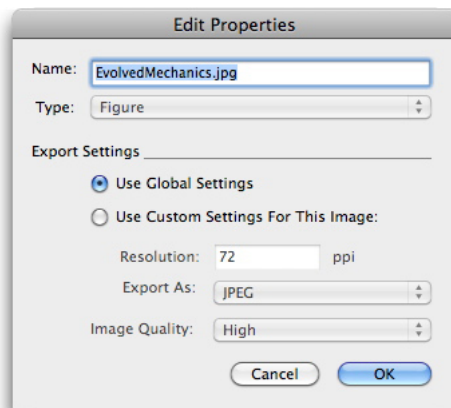 Edit Properties
Name: EvolvedMechanics.jpg
Type: Figure
Export Settings
Use Global Settings
Use Custom Settings For This Image:
Resolution: 72 ppi
Export As: JPEG
Image Quality: High
Cancel OK